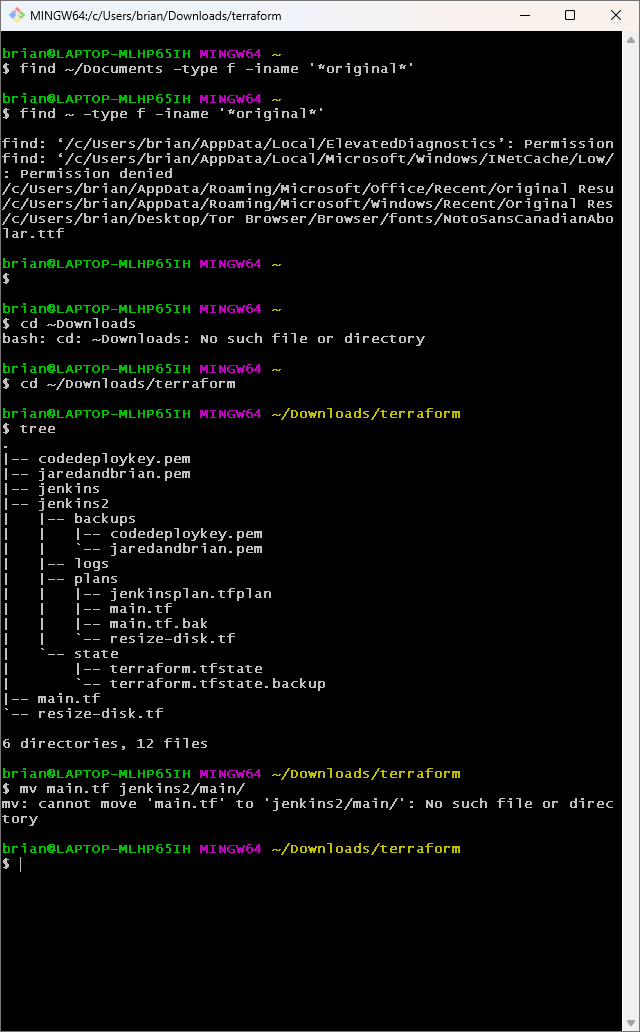 MINGW64:/c/Users/brian/Downloads/terraform
brian@LAPTOP-MLHP65IH MINGW64 ~
$ find ~/Documents -type f -iname '*original*'
brian@LAPTOP-MLHP65IH MINGW64 ~
$ find ~ -type f -iname '*original*'
find: ‘/c/Users/brian/AppData/Local/ElevatedDiagnostics’: Permission
find: ‘/c/Users/brian/AppData/Local/Microsoft/Windows/INetCache/Low/
: Permission denied
/c/Users/brian/AppData/Roaming/Microsoft/Office/Recent/Original Resu
/c/Users/brian/AppData/Roaming/Microsoft/Windows/Recent/Original Res
/c/Users/brian/Desktop/Tor Browser/Browser/fonts/NotoSansCanadianAbo
lar.ttf
brian@LAPTOP-MLHP65IH MINGW64 ~
$
brian@LAPTOP-MLHP65IH MINGW64 ~
$ cd ~Downloads
bash: cd: ~Downloads: No such file or directory
brian@LAPTOP-MLHP65IH MINGW64 ~
$ cd ~/Downloads/terraform
brian@LAPTOP-MLHP65IH MINGW64 ~/Downloads/terraform
$ tree
.
|-- codedeploykey.pem
|-- jaredandbrian.pem
|-- jenkins
|-- jenkins2
|   |-- backups
|   |   |-- codedeploykey.pem
|   |   `-- jaredandbrian.pem
|   |-- logs
|   |-- plans
|   |   |-- jenkinsplan.tfplan
|   |   |-- main.tf
|   |   |-- main.tf.bak
|   |   `-- resize-disk.tf
|   `-- state
|       |-- terraform.tfstate
|       `-- terraform.tfstate.backup
|-- main.tf
`-- resize-disk.tf
6 directories, 12 files
brian@LAPTOP-MLHP65IH MINGW64 ~/Downloads/terraform
$ mv main.tf jenkins2/main/
mv: cannot move 'main.tf' to 'jenkins2/main/': No such file or direc
tory
brian@LAPTOP-MLHP65IH MINGW64 ~/Downloads/terraform
$